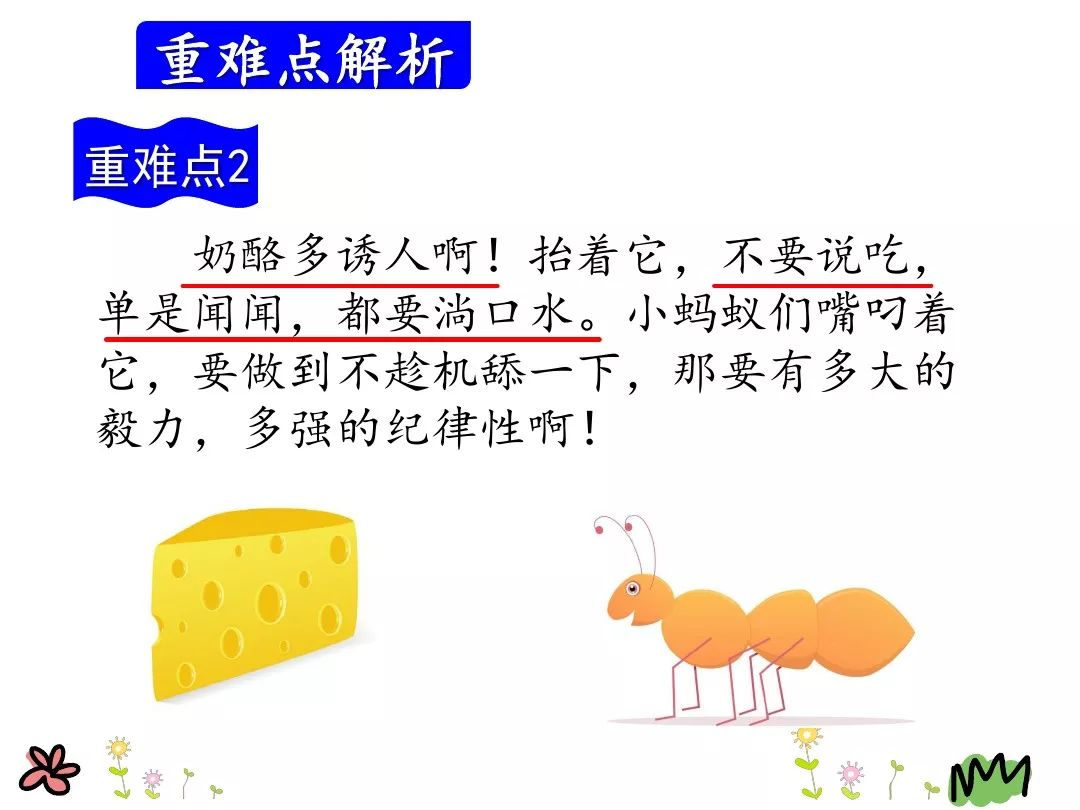 重难点解析
重难点2
奶酪多诱人啊！抬着它，不要说吃，
单是闻闻，都要淌口水。小蚂蚁们嘴叼着
它，要做到不趁机舔一下，那要有多大的
毅力，多强的纪律性啊！